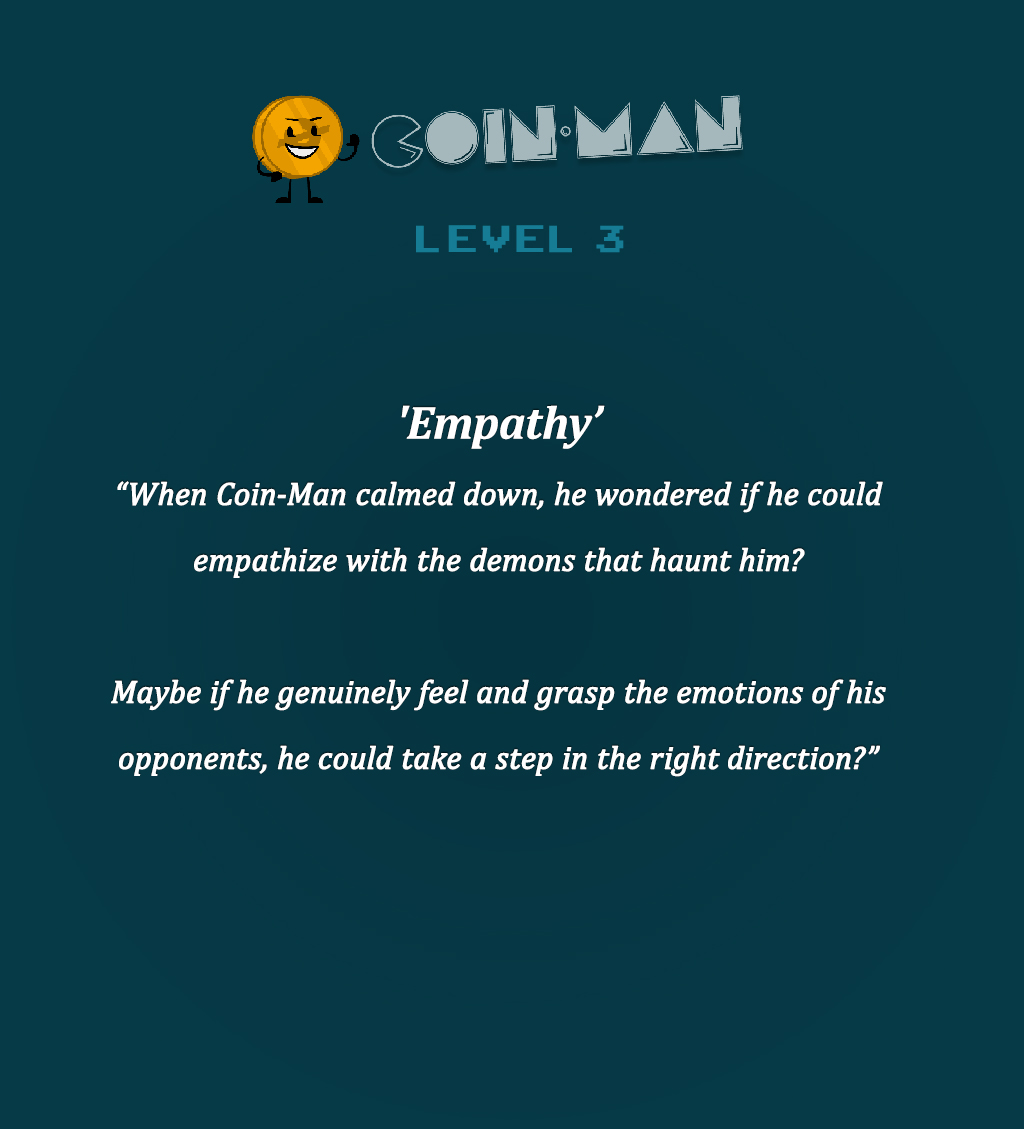 COIN·MAN
LEVEL 3
'Empathy’
“When Coin-Man calmed down, he wondered if he could
empathize with the demons that haunt him?
Maybe if he genuinely feel and grasp the emotions of his
opponents, he could take a step in the right direction?”